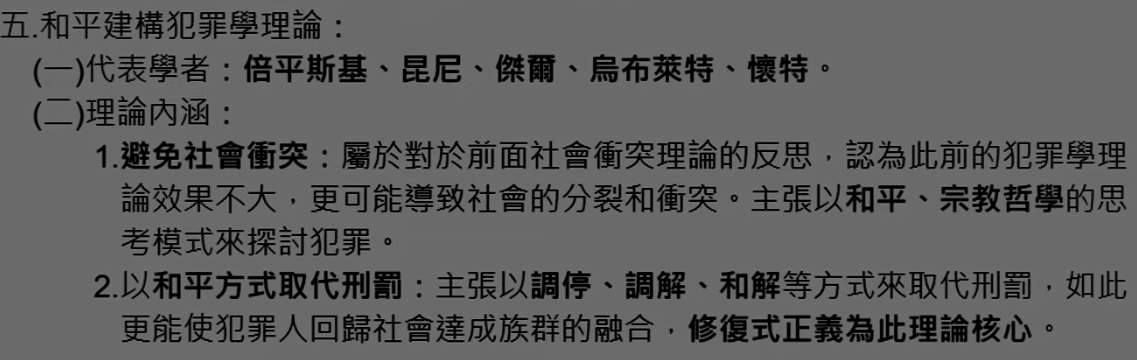 五.和平建構犯罪學理論：
(一)代表學者：倍平斯基、昆尼、傑爾、烏布萊特、懷特。
(二)理論內涵：
1.避免社會衝突：屬於對於前面社會衝突理論的反思，認為此前的犯罪學理
論效果不大，更可能導致社會的分裂和衝突。主張以和平、宗教哲學的思
考模式來探討犯罪。
2.以和平方式取代刑罰：主張以調停、調解、和解等方式來取代刑罰，如此
更能使犯罪人回歸社會達成族群的融合，修復式正義為此理論核心。